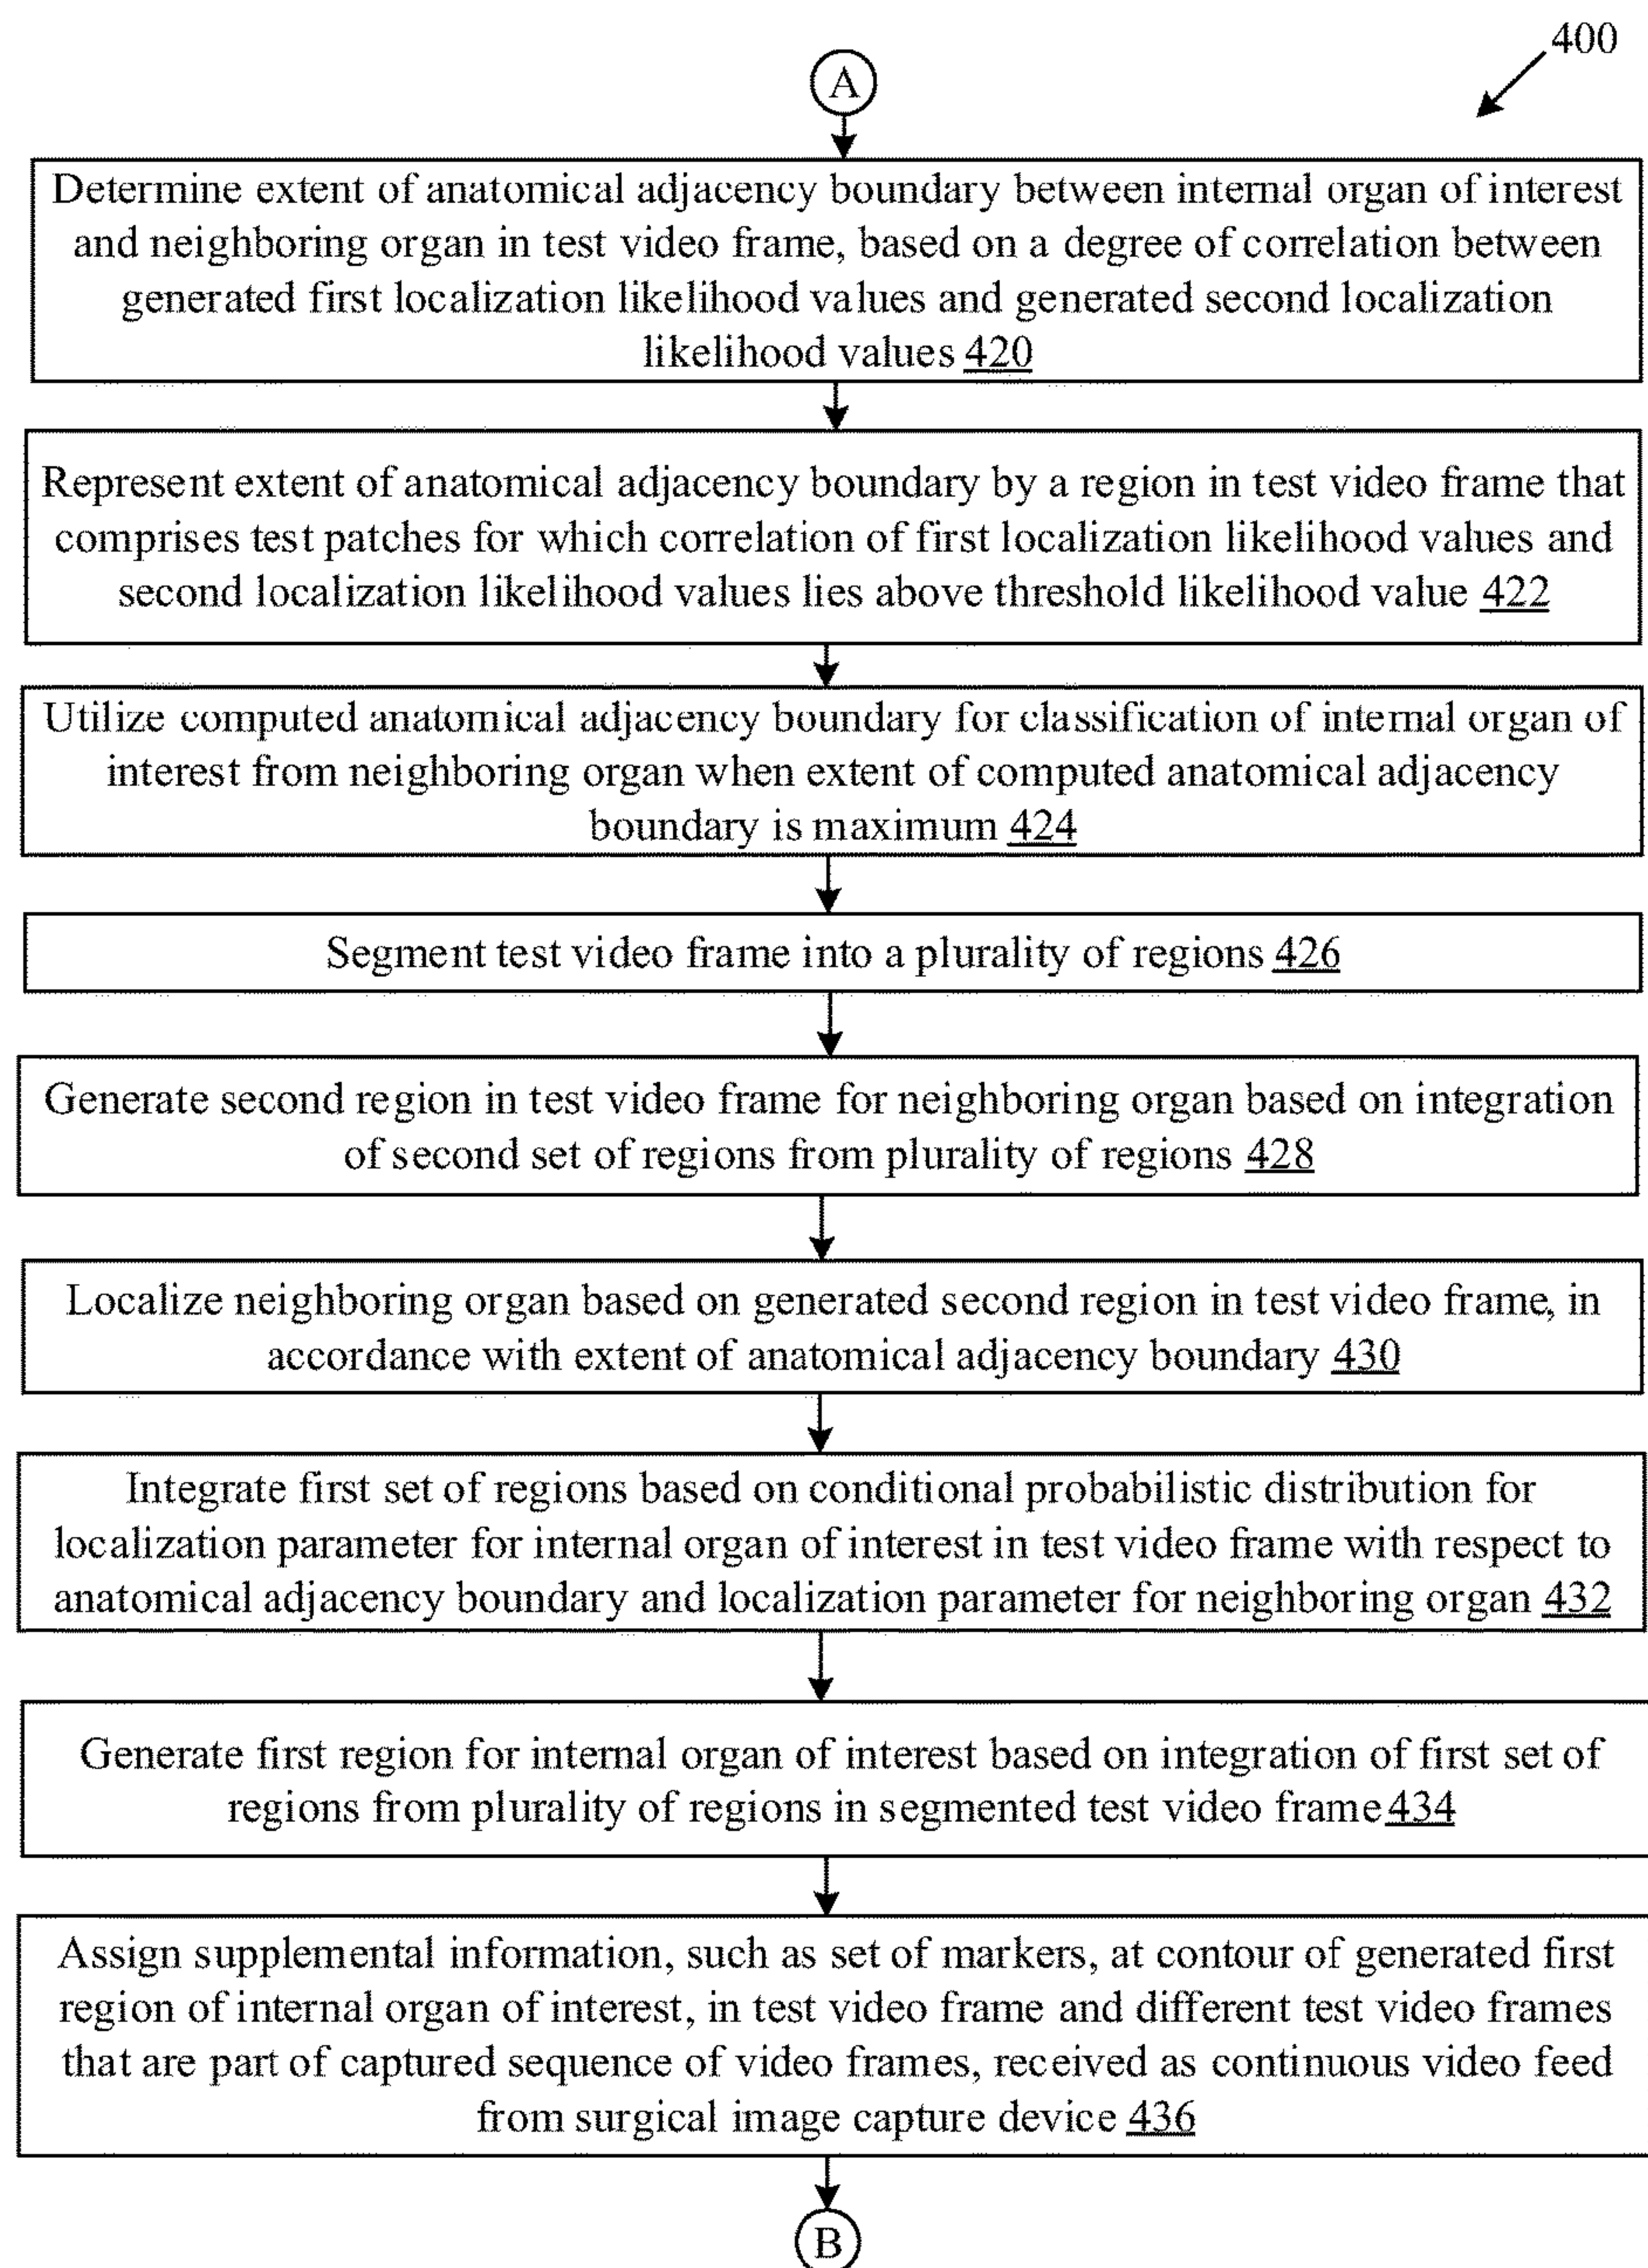 400
A
Determine extent of anatomical adjacency boundary between internal organ of interest
and neighboring organ in test video frame, based on a degree of correlation between
generated first localization likelihood values and generated second localization
likelihood values 420
Represent extent of anatomical adjacency boundary by a region in test video frame that
comprises test patches for which correlation of first localization likelihood values and
second localization likelihood values lies above threshold likelihood value 422
Utilize computed anatomical adjacency boundary for classification of internal organ of
interest from neighboring organ when extent of computed anatomical adjacency
boundary is maximum 424
Segment test video frame into a plurality of regions 426
Generate second region in test video frame for neighboring organ based on integration
of second set of regions from plurality of regions 428
Localize neighboring organ based on generated second region in test video frame, in
accordance with extent of anatomical adjacency boundary 430
Integrate first set of regions based on conditional probabilistic distribution for
localization parameter for internal organ of interest in test video frame with respect to
anatomical adjacency boundary and localization parameter for neighboring organ 432
Generate first region for internal organ of interest based on integration of first set of
regions from plurality of regions in segmented test video frame 434
Assign supplemental information, such as set of markers, at contour of generated first
region of internal organ of interest, in test video frame and different test video frames
that are part of captured sequence of video frames, received as continuous video feed
from surgical image capture device 436
B